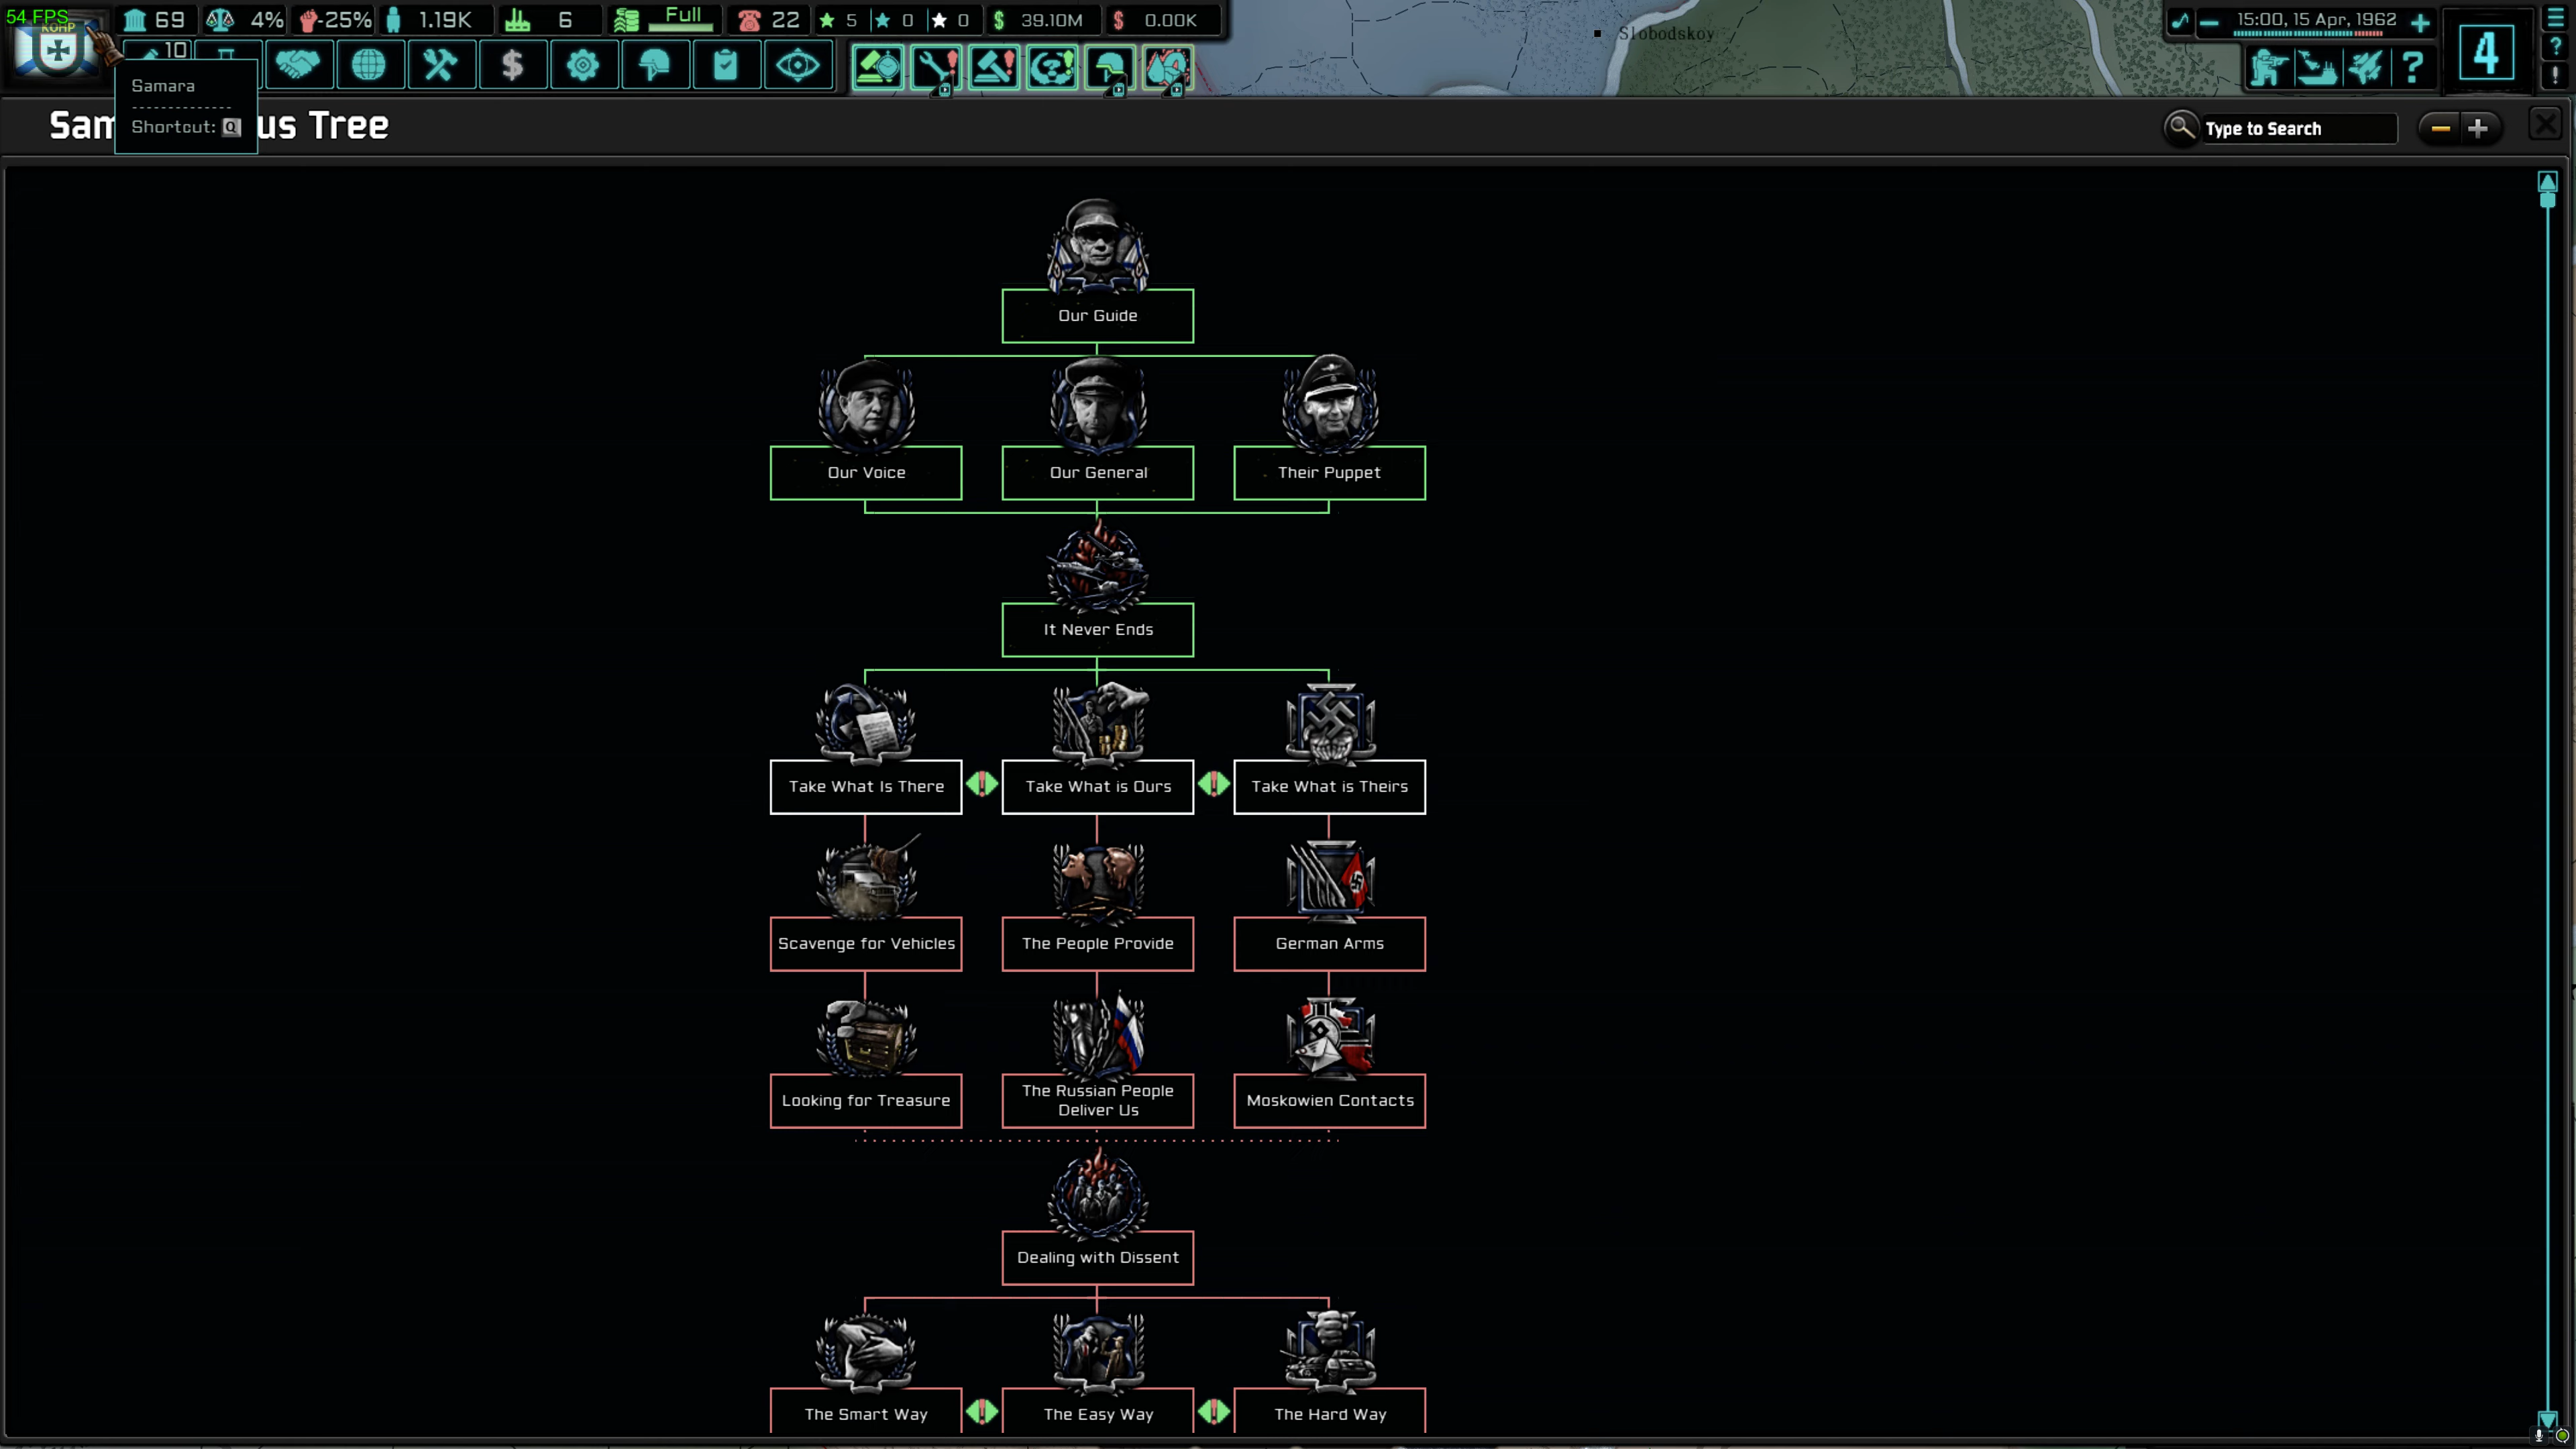 54 FPS
КОНР
69
4%
-25%
1.19K
6
Full
22
5
0
0
$ 39.10M
$ 0.00K
Slobodskoy
15:00, 15 Apr, 1962
4
10
Samara
-------------
Shortcut: Q
Sam
us Tree
Type to Search
Our Guide
Our Voice
Our General
Their Puppet
It Never Ends
Take What Is There
Take What is Ours
Take What is Theirs
Scavenge for Vehicles
The People Provide
German Arms
Looking for Treasure
The Russian People
Deliver Us
Moskowien Contacts
Dealing with Dissent
The Smart Way
The Easy Way
The Hard Way